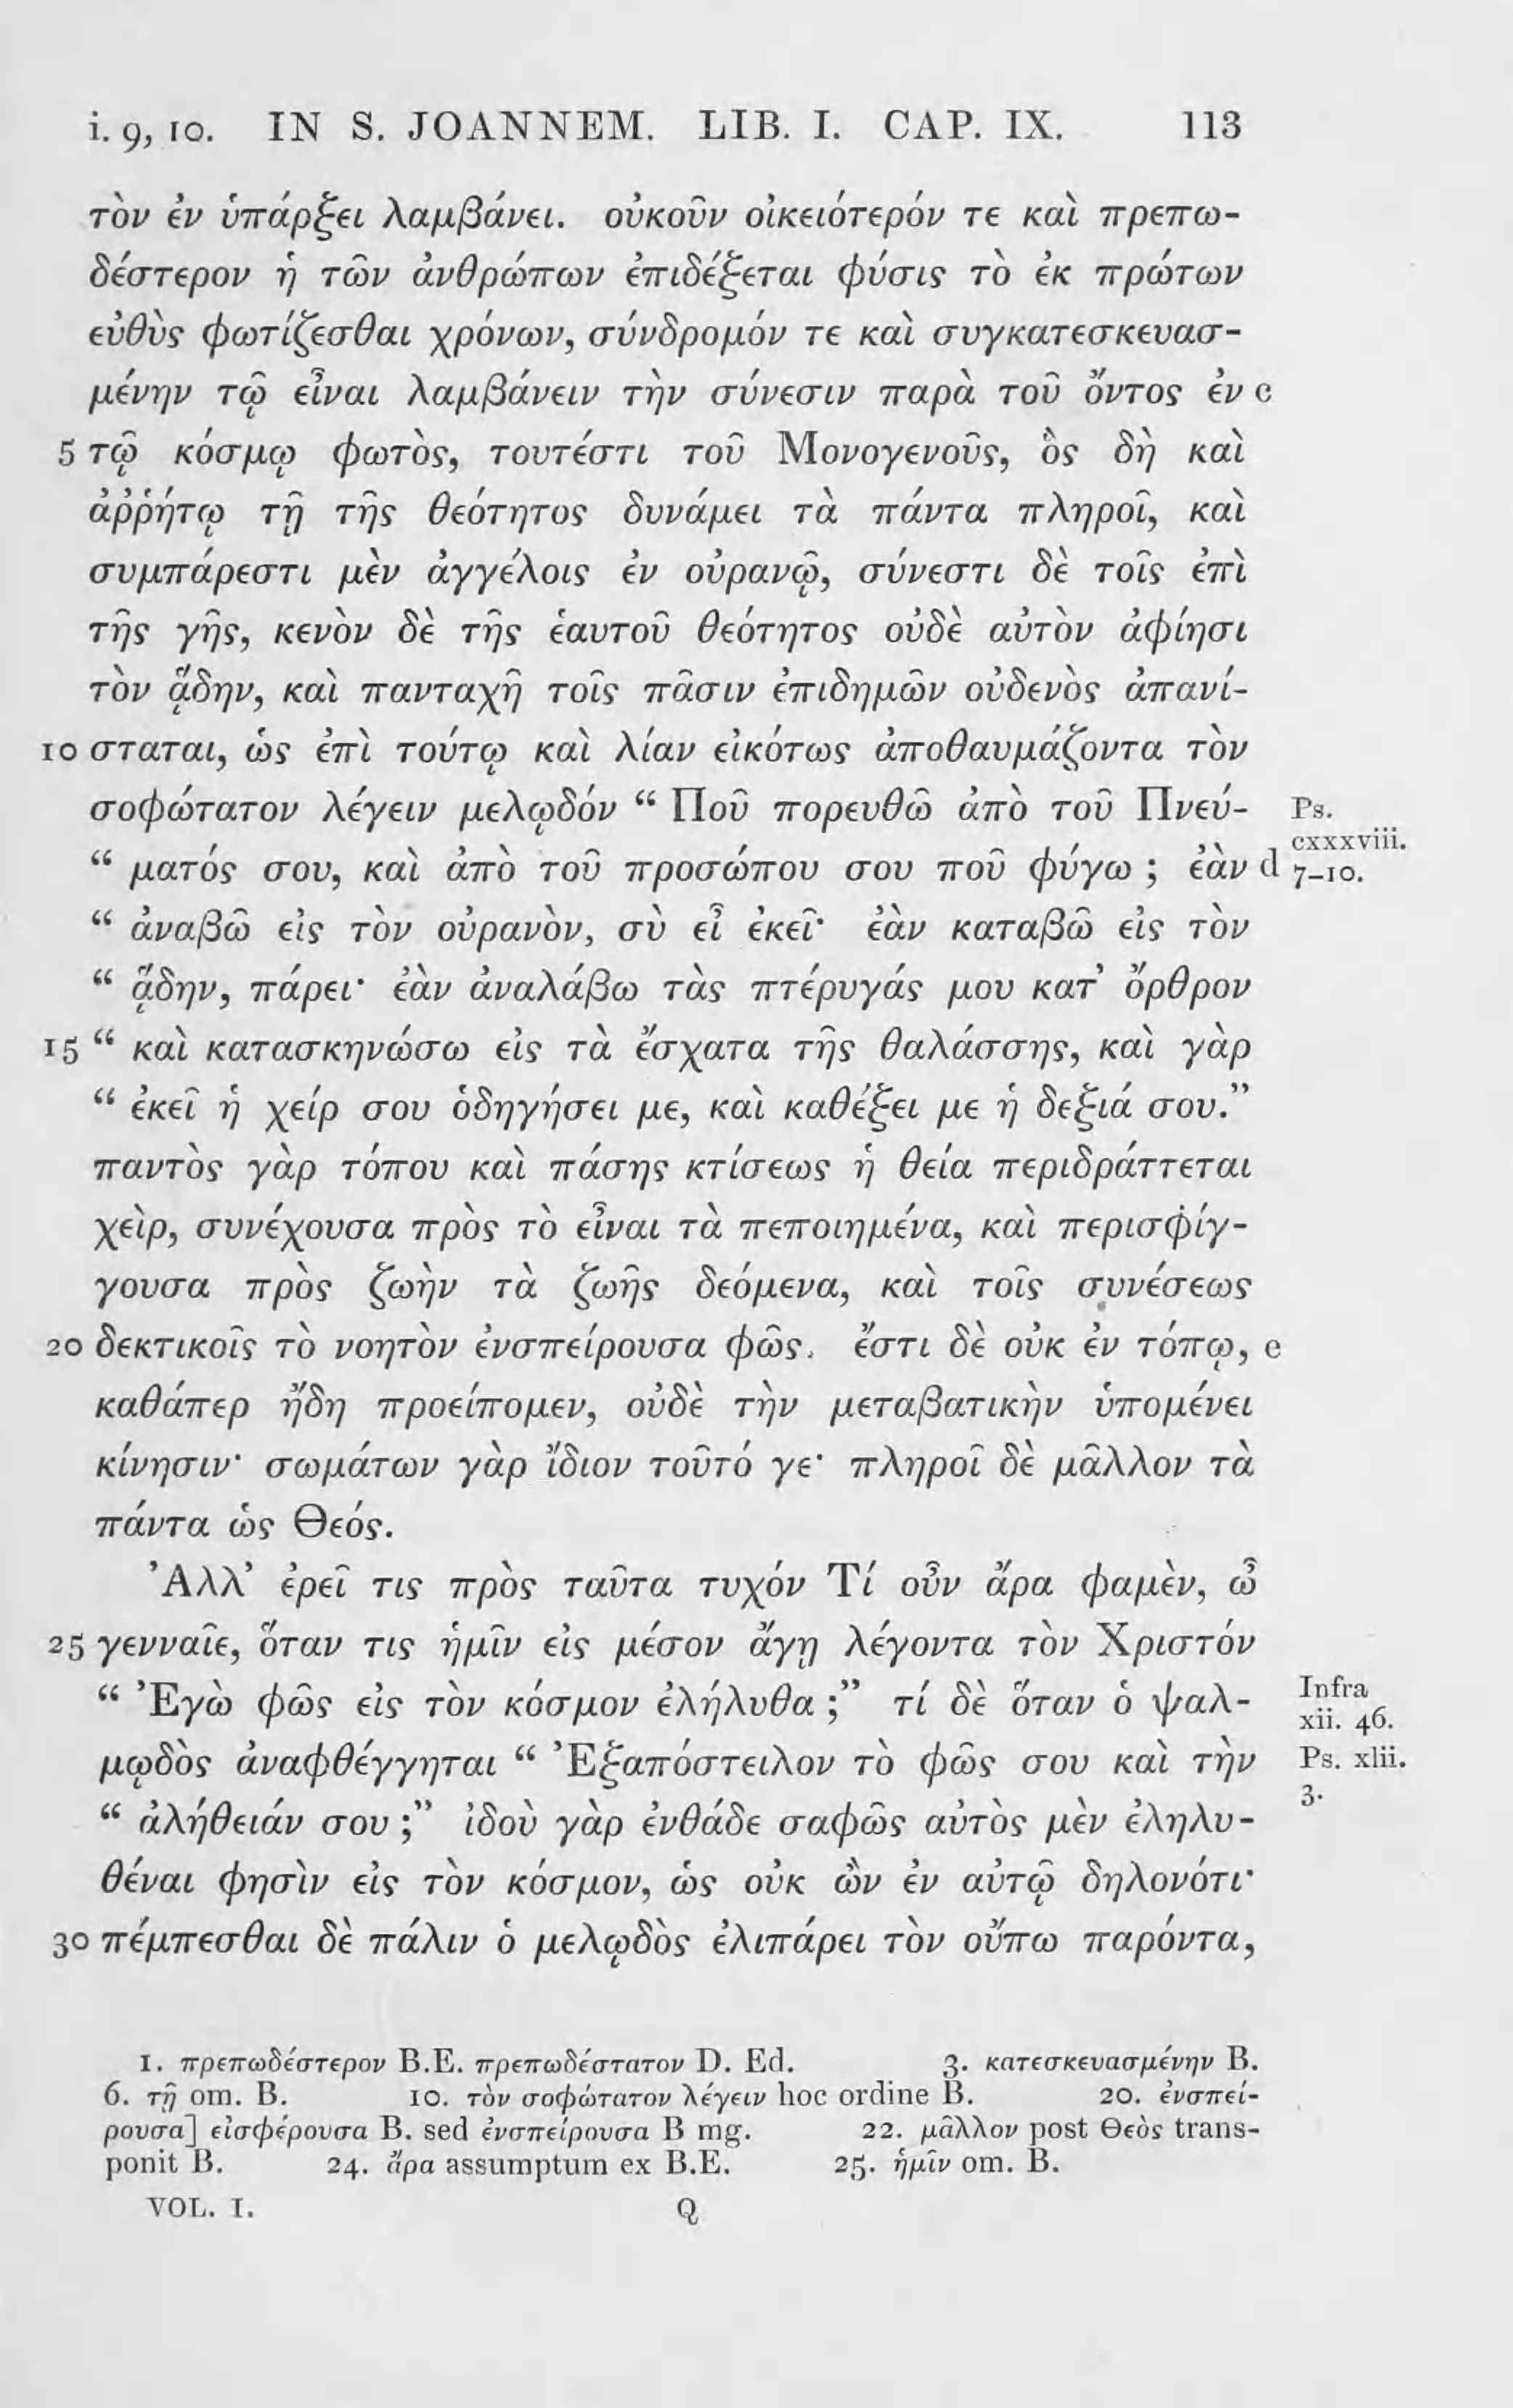 i. 9, 10. IN S. JOANNEM. LIB. I. CAP. IX. 113
τὸν ἐν ὑπάρξει λαμβάνει. οὐκοῦν οἰκειότερόν τε καὶ πρεπω-
δέστερον ἡ τῶν ἀνθρώπων ἐπιδέξεται φύσις τὸ ἐκ πρώτων
εὐθὺς φωτίζεσθαι χρόνων, σύνδρομόν τε καὶ συγκατεσκευασ-
μένην τῷ εἶναι λαμβάνειν τὴν σύνεσιν παρὰ τοῦ ὄντος ἐν c
5 τῷ κόσμῳ φωτὸς, τουτέστι τοῦ Μονογενοῦς, ὃς δὴ καὶ
ἀῤῥήτῳ τῇ τῆς θεότητος δυνάμει τὰ πάντα πληροῖ, καὶ
συμπάρεστι μὲν ἀγγέλοις ἐν οὐρανῷ, σύνεστι δὲ τοῖς ἐπὶ
τῆς γῆς, κενὸν δὲ τῆς ἑαυτοῦ θεότητος οὐδὲ αὐτὸν ἀφίησι
τὸν ᾅδην, καὶ πανταχῆ τοῖς πᾶσιν ἐπιδημῶν οὐδενὸς ἀπανί-
10 σταται, ὡς ἐπὶ τούτῳ καὶ λίαν εἰκότως ἀποθαυμάζοντα τὸν
σοφώτατον λέγειν μελῳδόν “ Ποῦ πορευθῶ ἀπὸ τοῦ Πνεύ- Ps.
cxxxviii.
“ ματός σου, καὶ ἀπὸ τοῦ προσώπου σου ποῦ φύγω ; ἐὰν d 7–10.
“ ἀναβῶ εἰς τὸν οὐρανὸν, σὺ εἶ ἐκεῖ· ἐὰν καταβῶ εἰς τὸν
“ ᾅδην, πάρει· ἐὰν ἀναλάβω τὰς πτέρυγάς μου κατ’ ὄρθρον
15 “ καὶ κατασκηνώσω εἰς τὰ ἔσχατα τῆς θαλάσσης, καὶ γὰρ
“ ἐκεῖ ἡ χείρ σου ὁδηγήσει με, καὶ καθέξει με ἡ δεξιά σου.”
παντὸς γὰρ τόπου καὶ πάσης κτίσεως ἡ θεία περιδράττεται
χεὶρ, συνέχουσα πρὸς τὸ εἶναι τὰ πεποιημένα, καὶ περισφίγ-
γουσα πρὸς ζωὴν τὰ ζωῆς δεόμενα, καὶ τοῖς συνέσεως
20 δεκτικοῖς τὸ νοητὸν ἐνσπείρουσα φῶς. ἔστι δὲ οὐκ ἐν τόπῳ, e
καθάπερ ἤδη προείπομεν, οὐδὲ τὴν μεταβατικὴν ὑπομένει
κίνησιν· σωμάτων γὰρ ἴδιον τοῦτό γε· πληροῖ δὲ μᾶλλον τὰ
πάντα ὡς Θεός.
Ἀλλ’ ἐρεῖ τις πρὸς ταῦτα τυχόν Τί οὖν ἄρα φαμὲν, ὦ
25 γενναῖε, ὅταν τις ἡμῖν εἰς μέσον ἄγῃ λέγοντα τὸν Χριστόν
“ Ἐγὼ φῶς εἰς τὸν κόσμον ἐλήλυθα ;” τί δὲ ὅταν ὁ ψαλ- Infra
xii. 46.
μῳδὸς ἀναφθέγγηται “ Ἐξαπόστειλον τὸ φῶς σου καὶ τὴν Ps. xlii.
3.
“ ἀλήθειάν σου ;” ἰδοὺ γὰρ ἐνθάδε σαφῶς αὐτὸς μὲν ἐληλυ-
θέναι φησὶν εἰς τὸν κόσμον, ὡς οὐκ ὢν ἐν αὐτῷ δηλονότι·
30 πέμπεσθαι δὲ πάλιν ὁ μελῳδὸς ἐλιπάρει τὸν οὔπω παρόντα,
1. πρεπωδέστερον B.E. πρεπωδέστατον D. Ed. 3. κατεσκευασμένην B.
6. τῇ om. B. 10. τὸν σοφώτατον λέγειν hoc ordine B. 20. ἐνσπεί-
ρουσα] εἰσφέρουσα B. sed ἐνσπείρουσα B mg. 22. μᾶλλον post Θεὸς trans-
ponit B. 24. ἄρα assumptum ex B.E. 25. ἡμῖν om. B.
VOL. I. Q